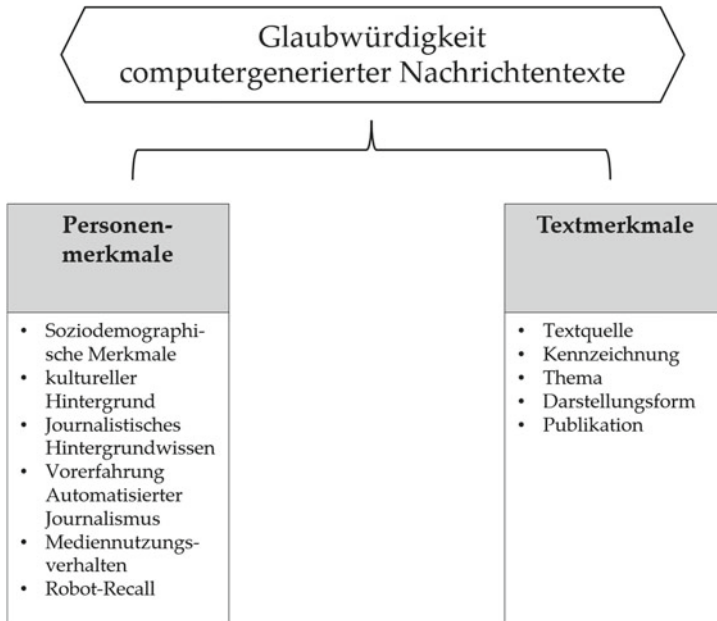 Glaubwürdigkeit
computergenerierter Nachrichtentexte
Personen-
merkmale
• Soziodemographi-
sche Merkmale
• kultureller
Hintergrund
• Journalistisches
Hintergrundwissen
• Vorerfahrung
Automatisierter
Journalismus
• Mediennutzungs-
verhalten
• Robot-Recall
Textmerkmale
• Textquelle
• Kennzeichnung
• Thema
• Darstellungsform
• Publikation